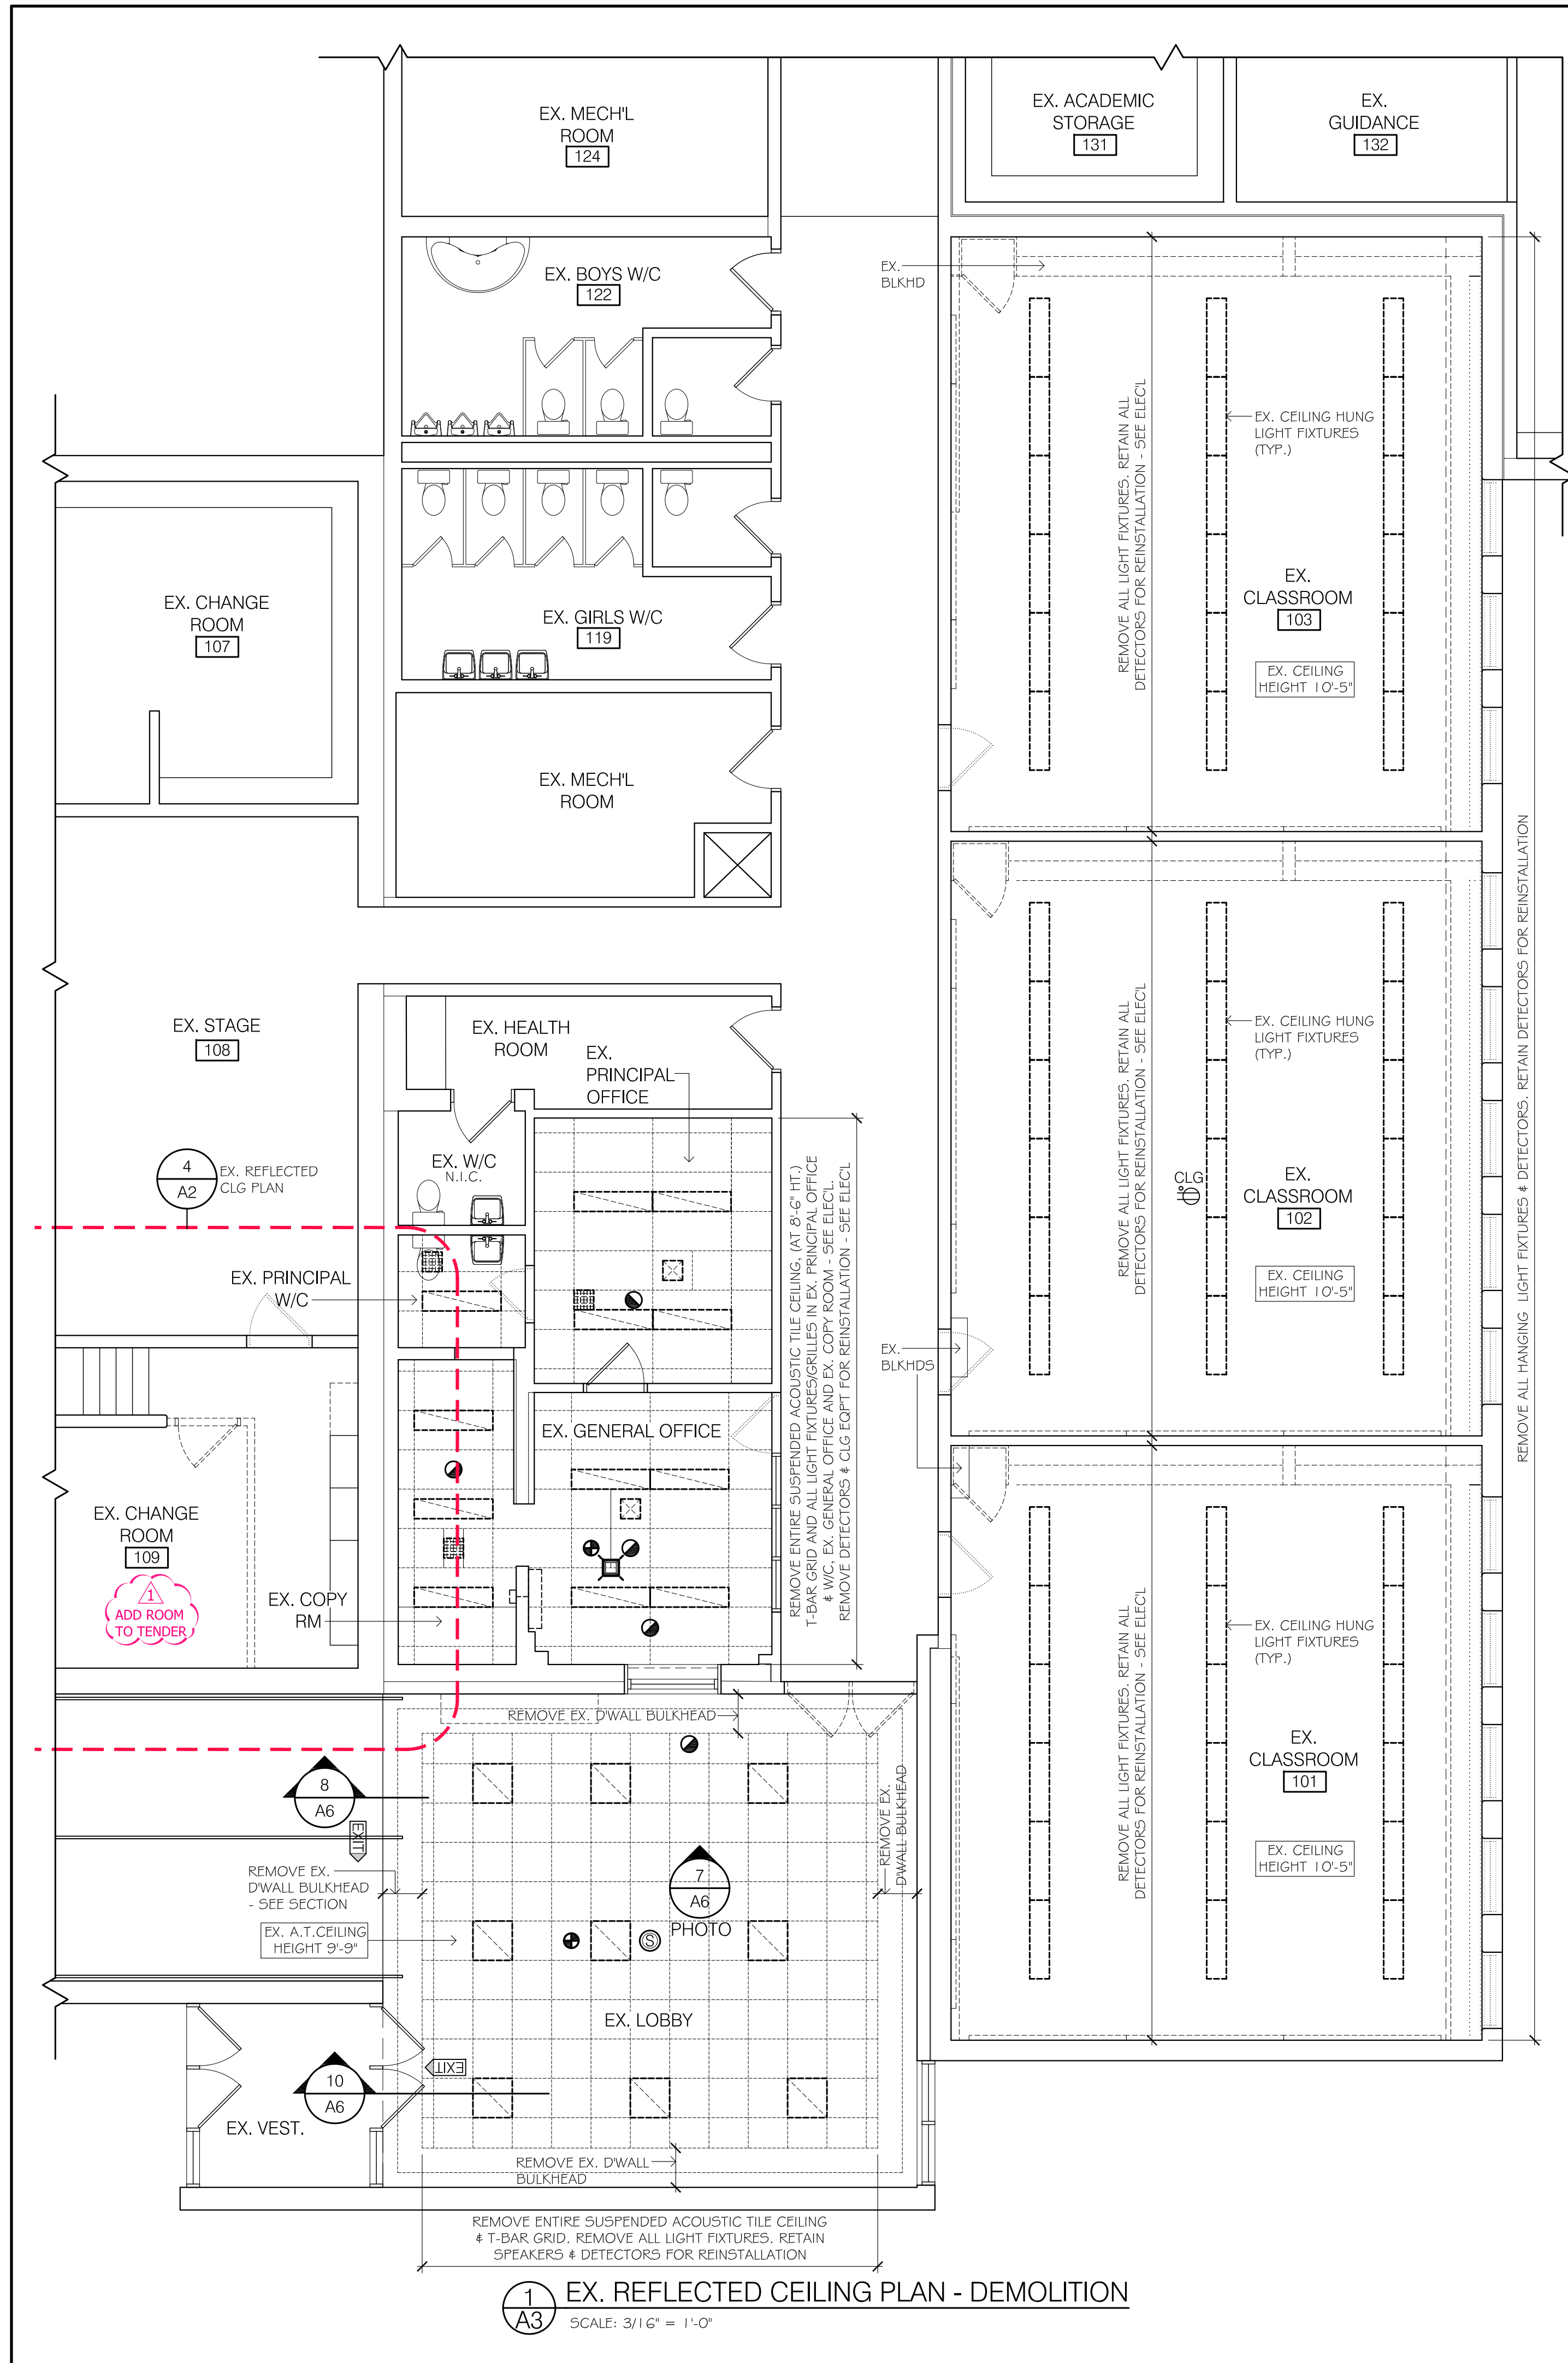 EX. MECH'L
ROOM
124
EX. ACADEMIC
STORAGE
131
EX.
GUIDANCE
132
EX. BOYS W/C
122
EX.
BLKHD
EX. CEILING HUNG
LIGHT FIXTURES
(TYP.)
REMOVE ALL LIGHT FIXTURES. RETAIN ALL
DETECTORS FOR REINSTALLATION - SEE ELEC'L
EX. CHANGE
ROOM
107
EX. GIRLS W/C
119
EX.
CLASSROOM
103
EX. CEILING
HEIGHT 10'-5"
EX. MECH'L
ROOM
REMOVE ALL HANGING LIGHT FIXTURES & DETECTORS. RETAIN DETECTORS FOR REINSTALLATION
EX. STAGE
108
EX. HEALTH
ROOM
EX.
PRINCIPAL
OFFICE
EX. CEILING HUNG
LIGHT FIXTURES
(TYP.)
REMOVE ALL LIGHT FIXTURES. RETAIN ALL
DETECTORS FOR REINSTALLATION - SEE ELEC'L
4
A2
EX. REFLECTED
CLG PLAN
EX. W/C
N.I.C.
CLG
EX.
CLASSROOM
102
EX. CEILING
HEIGHT 10'-5"
EX. PRINCIPAL
W/C
REMOVE ENTIRE SUSPENDED ACOUSTIC TILE CEILING, (AT 8'-6" HT.)
T-BAR GRID AND ALL LIGHT FIXTURES/GRILLES IN EX. PRINCIPAL OFFICE
& W/C, EX. GENERAL OFFICE AND EX. COPY ROOM - SEE ELEC'L.
REMOVE DETECTORS & CLG EQP'T FOR REINSTALLATION - SEE ELEC'L
EX.
BLKHDS
EX. GENERAL OFFICE
EX. CHANGE
ROOM
109
1
ADD ROOM
TO TENDER
EX. COPY
RM
EX. CEILING HUNG
LIGHT FIXTURES
(TYP.)
REMOVE ALL LIGHT FIXTURES. RETAIN ALL
DETECTORS FOR REINSTALLATION - SEE ELEC'L
REMOVE EX. D'WALL BULKHEAD
EX.
CLASSROOM
101
EX. CEILING
HEIGHT 10'-5"
8
A6
EXIT
REMOVE EX.
D'WALL BULKHEAD
REMOVE EX.
D'WALL BULKHEAD
- SEE SECTION
7
A6
PHOTO
EX. A.T.CEILING
HEIGHT 9'-9"
S
EX. LOBBY
EXIT
10
A6
EX. VEST.
REMOVE EX. D'WALL
BULKHEAD
REMOVE ENTIRE SUSPENDED ACOUSTIC TILE CEILING
& T-BAR GRID. REMOVE ALL LIGHT FIXTURES. RETAIN
SPEAKERS & DETECTORS FOR REINSTALLATION
1
A3
EX. REFLECTED CEILING PLAN - DEMOLITION
SCALE: 3/16" = 1'-0"